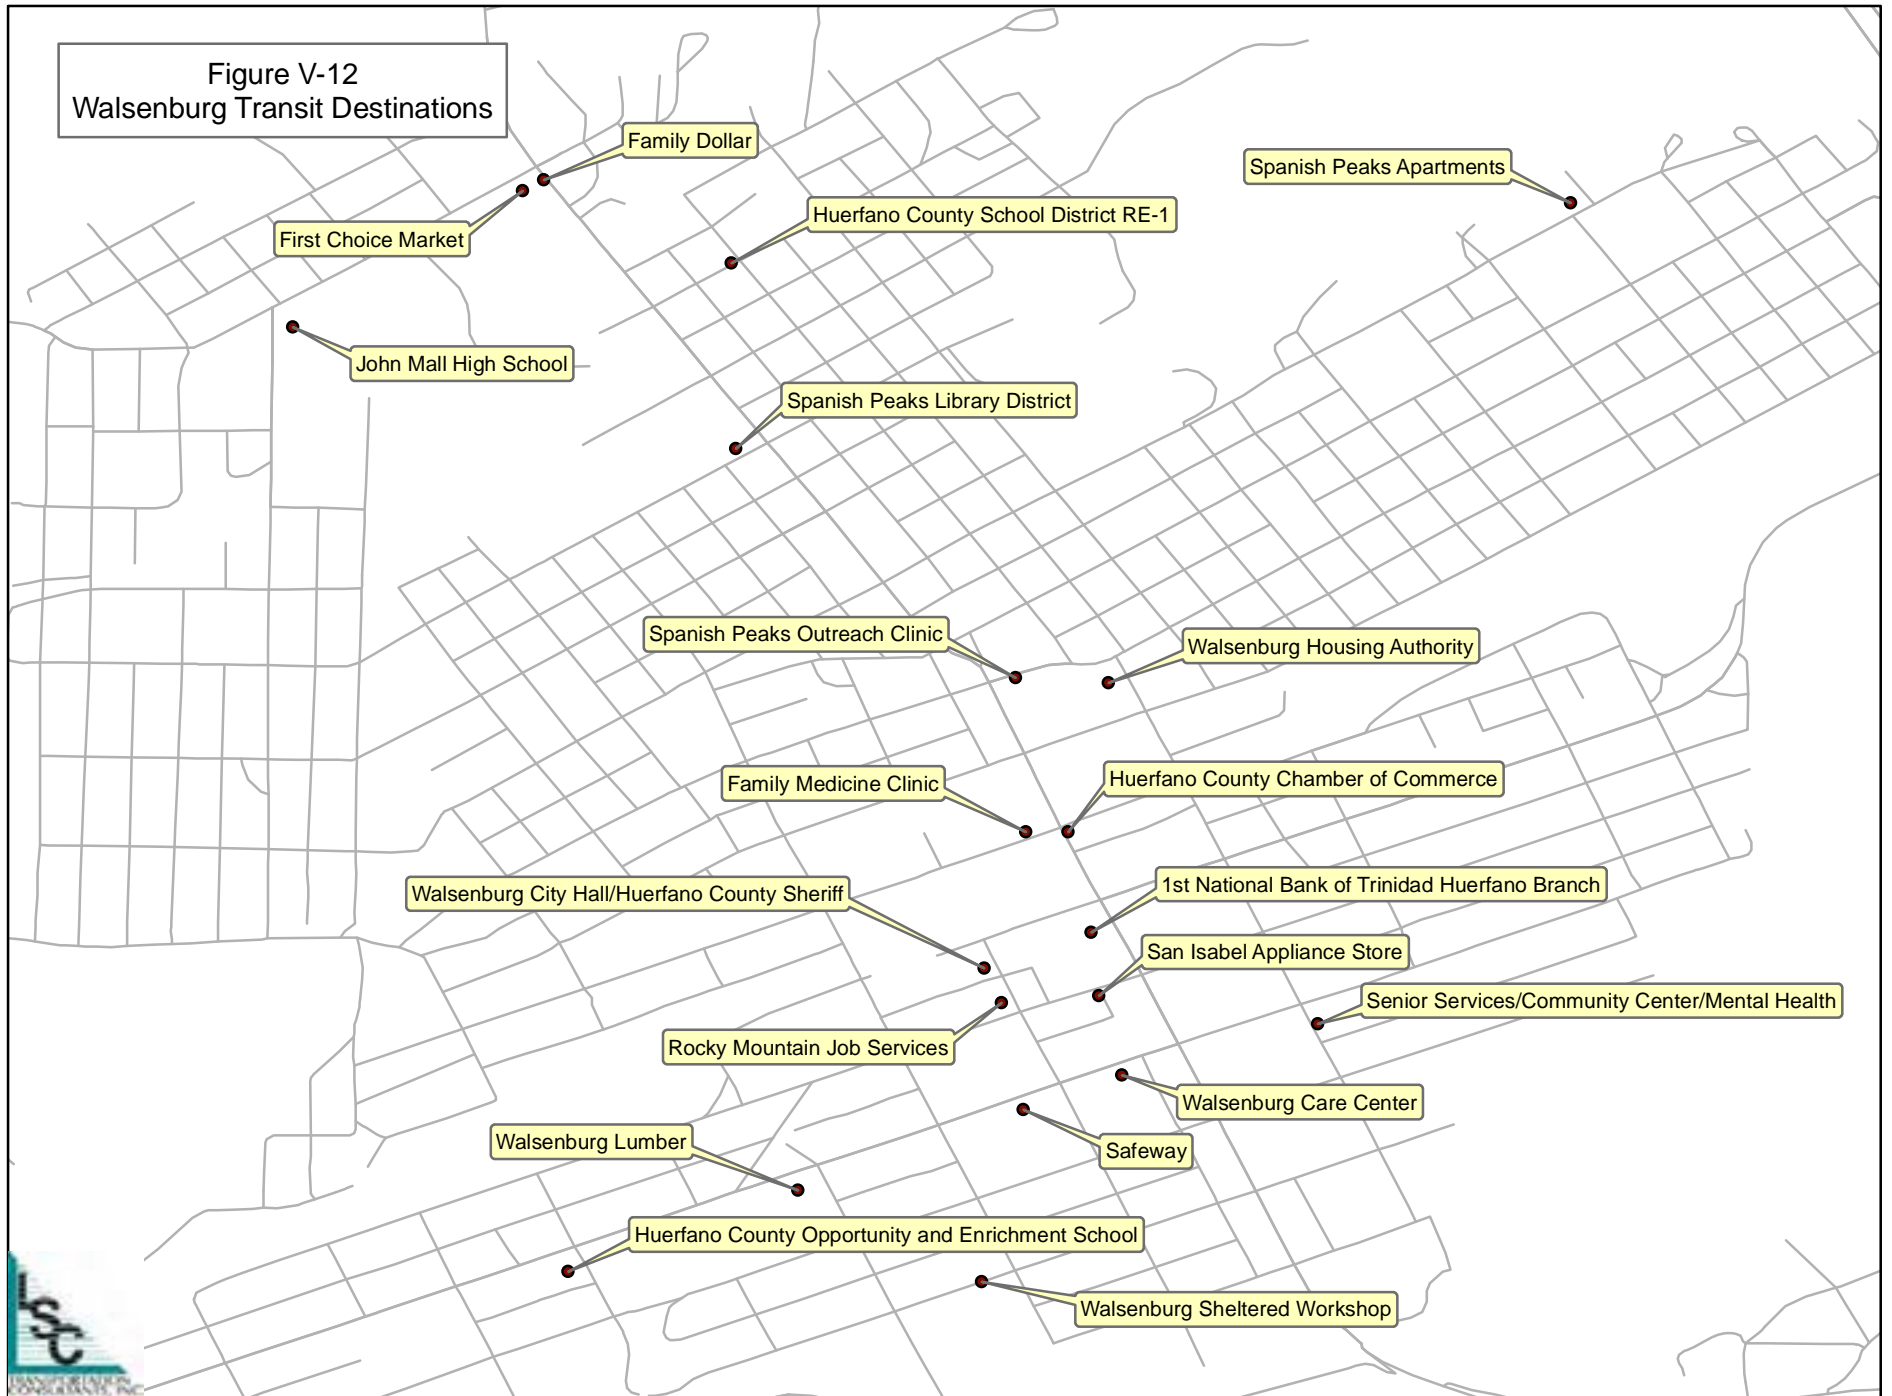 Figure V-12
Walsenburg Transit Destinations
Family Dollar
Spanish Peaks Apartments
Huerfano County School District RE-1
First Choice Market
John Mall High School
Spanish Peaks Library District
Spanish Peaks Outreach Clinic
Walsenburg Housing Authority
Family Medicine Clinic
Huerfano County Chamber of Commerce
Walsenburg City Hall/Huerfano County Sheriff
1st National Bank of Trinidad Huerfano Branch
San Isabel Appliance Store
Senior Services/Community Center/Mental Health
Rocky Mountain Job Services
Walsenburg Care Center
Walsenburg Lumber
Safeway
Huerfano County Opportunity and Enrichment School
Walsenburg Sheltered Workshop
LSC
TRANSPORTATION
CONSULTANTS, INC.